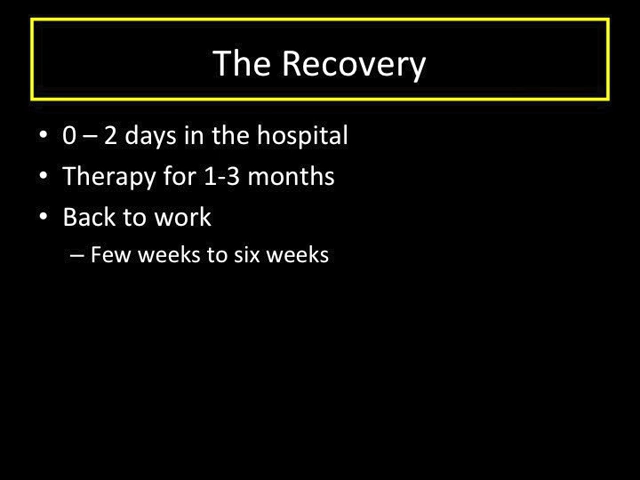 The Recovery
• 0 – 2 days in the hospital
• Therapy for 1-3 months
• Back to work
– Few weeks to six weeks